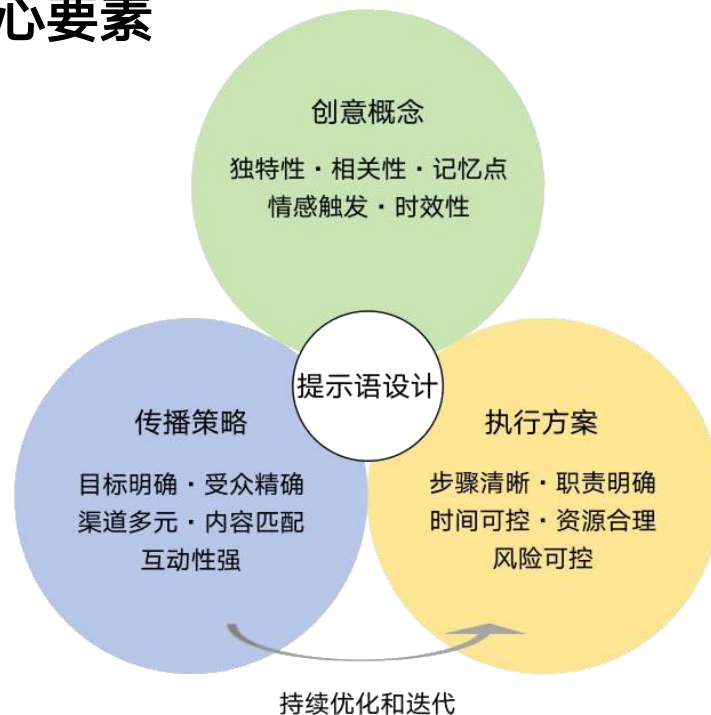 心要素
创意概念
独特性·相关性·记忆点
情感触发·时效性
提示语设计
传播策略
目标明确·受众精确
渠道多元·内容匹配
互动性强
执行方案
步骤清晰·职责明确
时间可控·资源合理
风险可控
持续优化和迭代